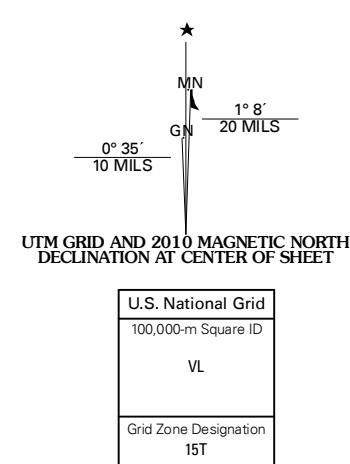 ★
MN
1° 8´
20 MILS
GN
0° 35´
10 MILS
UTM GRID AND 2010 MAGNETIC NORTH
DECLINATION AT CENTER OF SHEET
U.S. National Grid
100,000-m Square ID
VL
Grid Zone Designation
15T